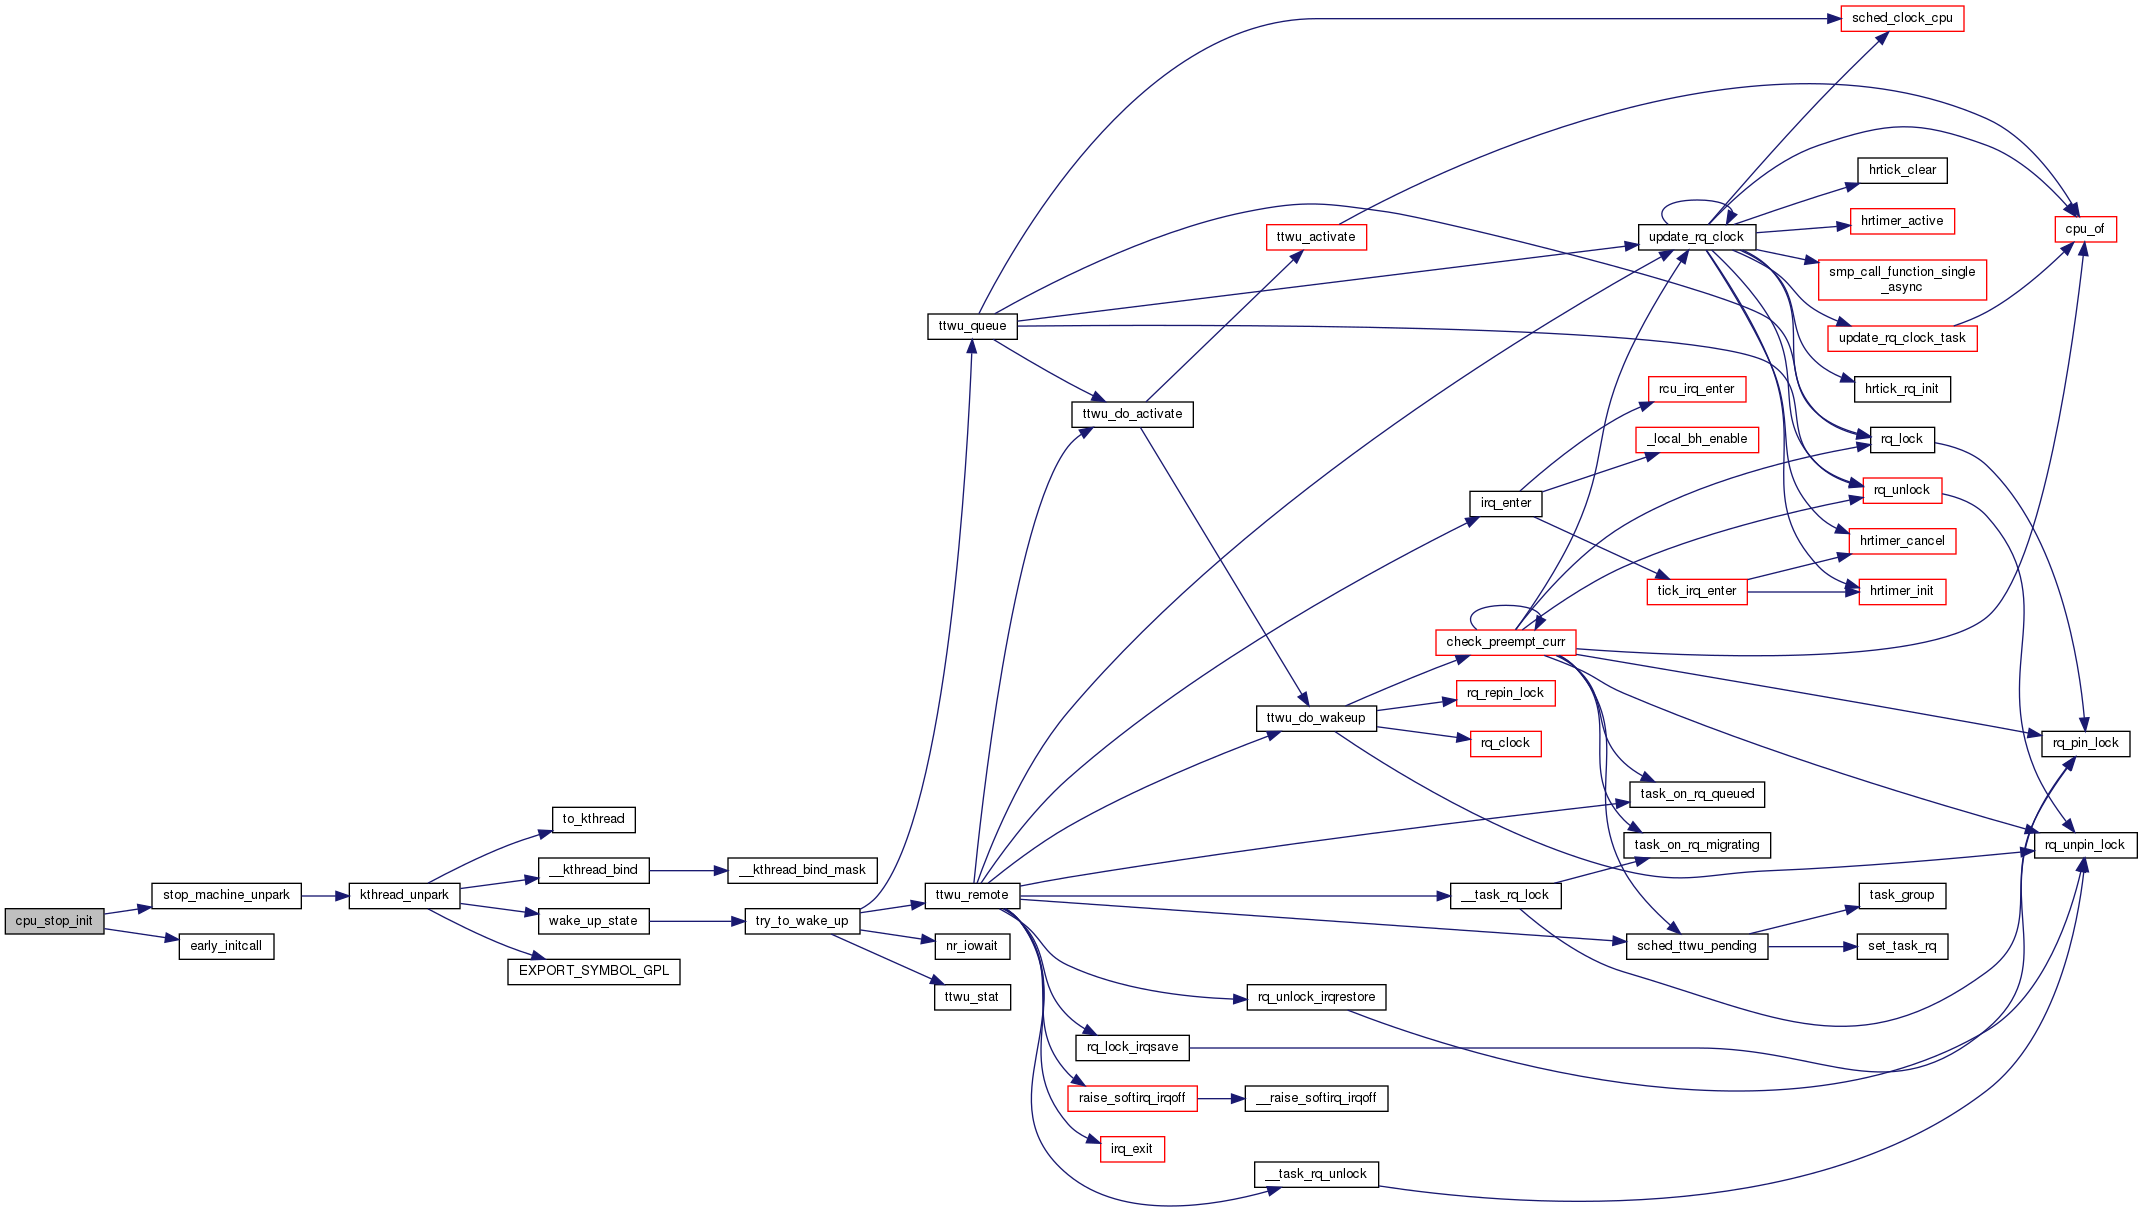 sched_clock_cpu
hrtick_clear
hrtimer_active
ttwu_activate
update_rq_clock
cpu_of
smp_call_function_single
_async
ttwu_queue
update_rq_clock_task
rcu_irq_enter
hrtick_rq_init
ttwu_do_activate
_local_bh_enable
rq_lock
irq_enter
rq_unlock
hrtimer_cancel
tick_irq_enter
hrtimer_init
check_preempt_curr
rq_repin_lock
ttwu_do_wakeup
rq_clock
rq_pin_lock
task_on_rq_queued
to_kthread
task_on_rq_migrating
rq_unpin_lock
__kthread_bind
__kthread_bind_mask
stop_machine_unpark
kthread_unpark
ttwu_remote
__task_rq_lock
task_group
cpu_stop_init
wake_up_state
try_to_wake_up
early_initcall
nr_iowait
sched_ttwu_pending
set_task_rq
EXPORT_SYMBOL_GPL
ttwu_stat
rq_unlock_irqrestore
rq_lock_irqsave
raise_softirq_irqoff
__raise_softirq_irqoff
irq_exit
__task_rq_unlock